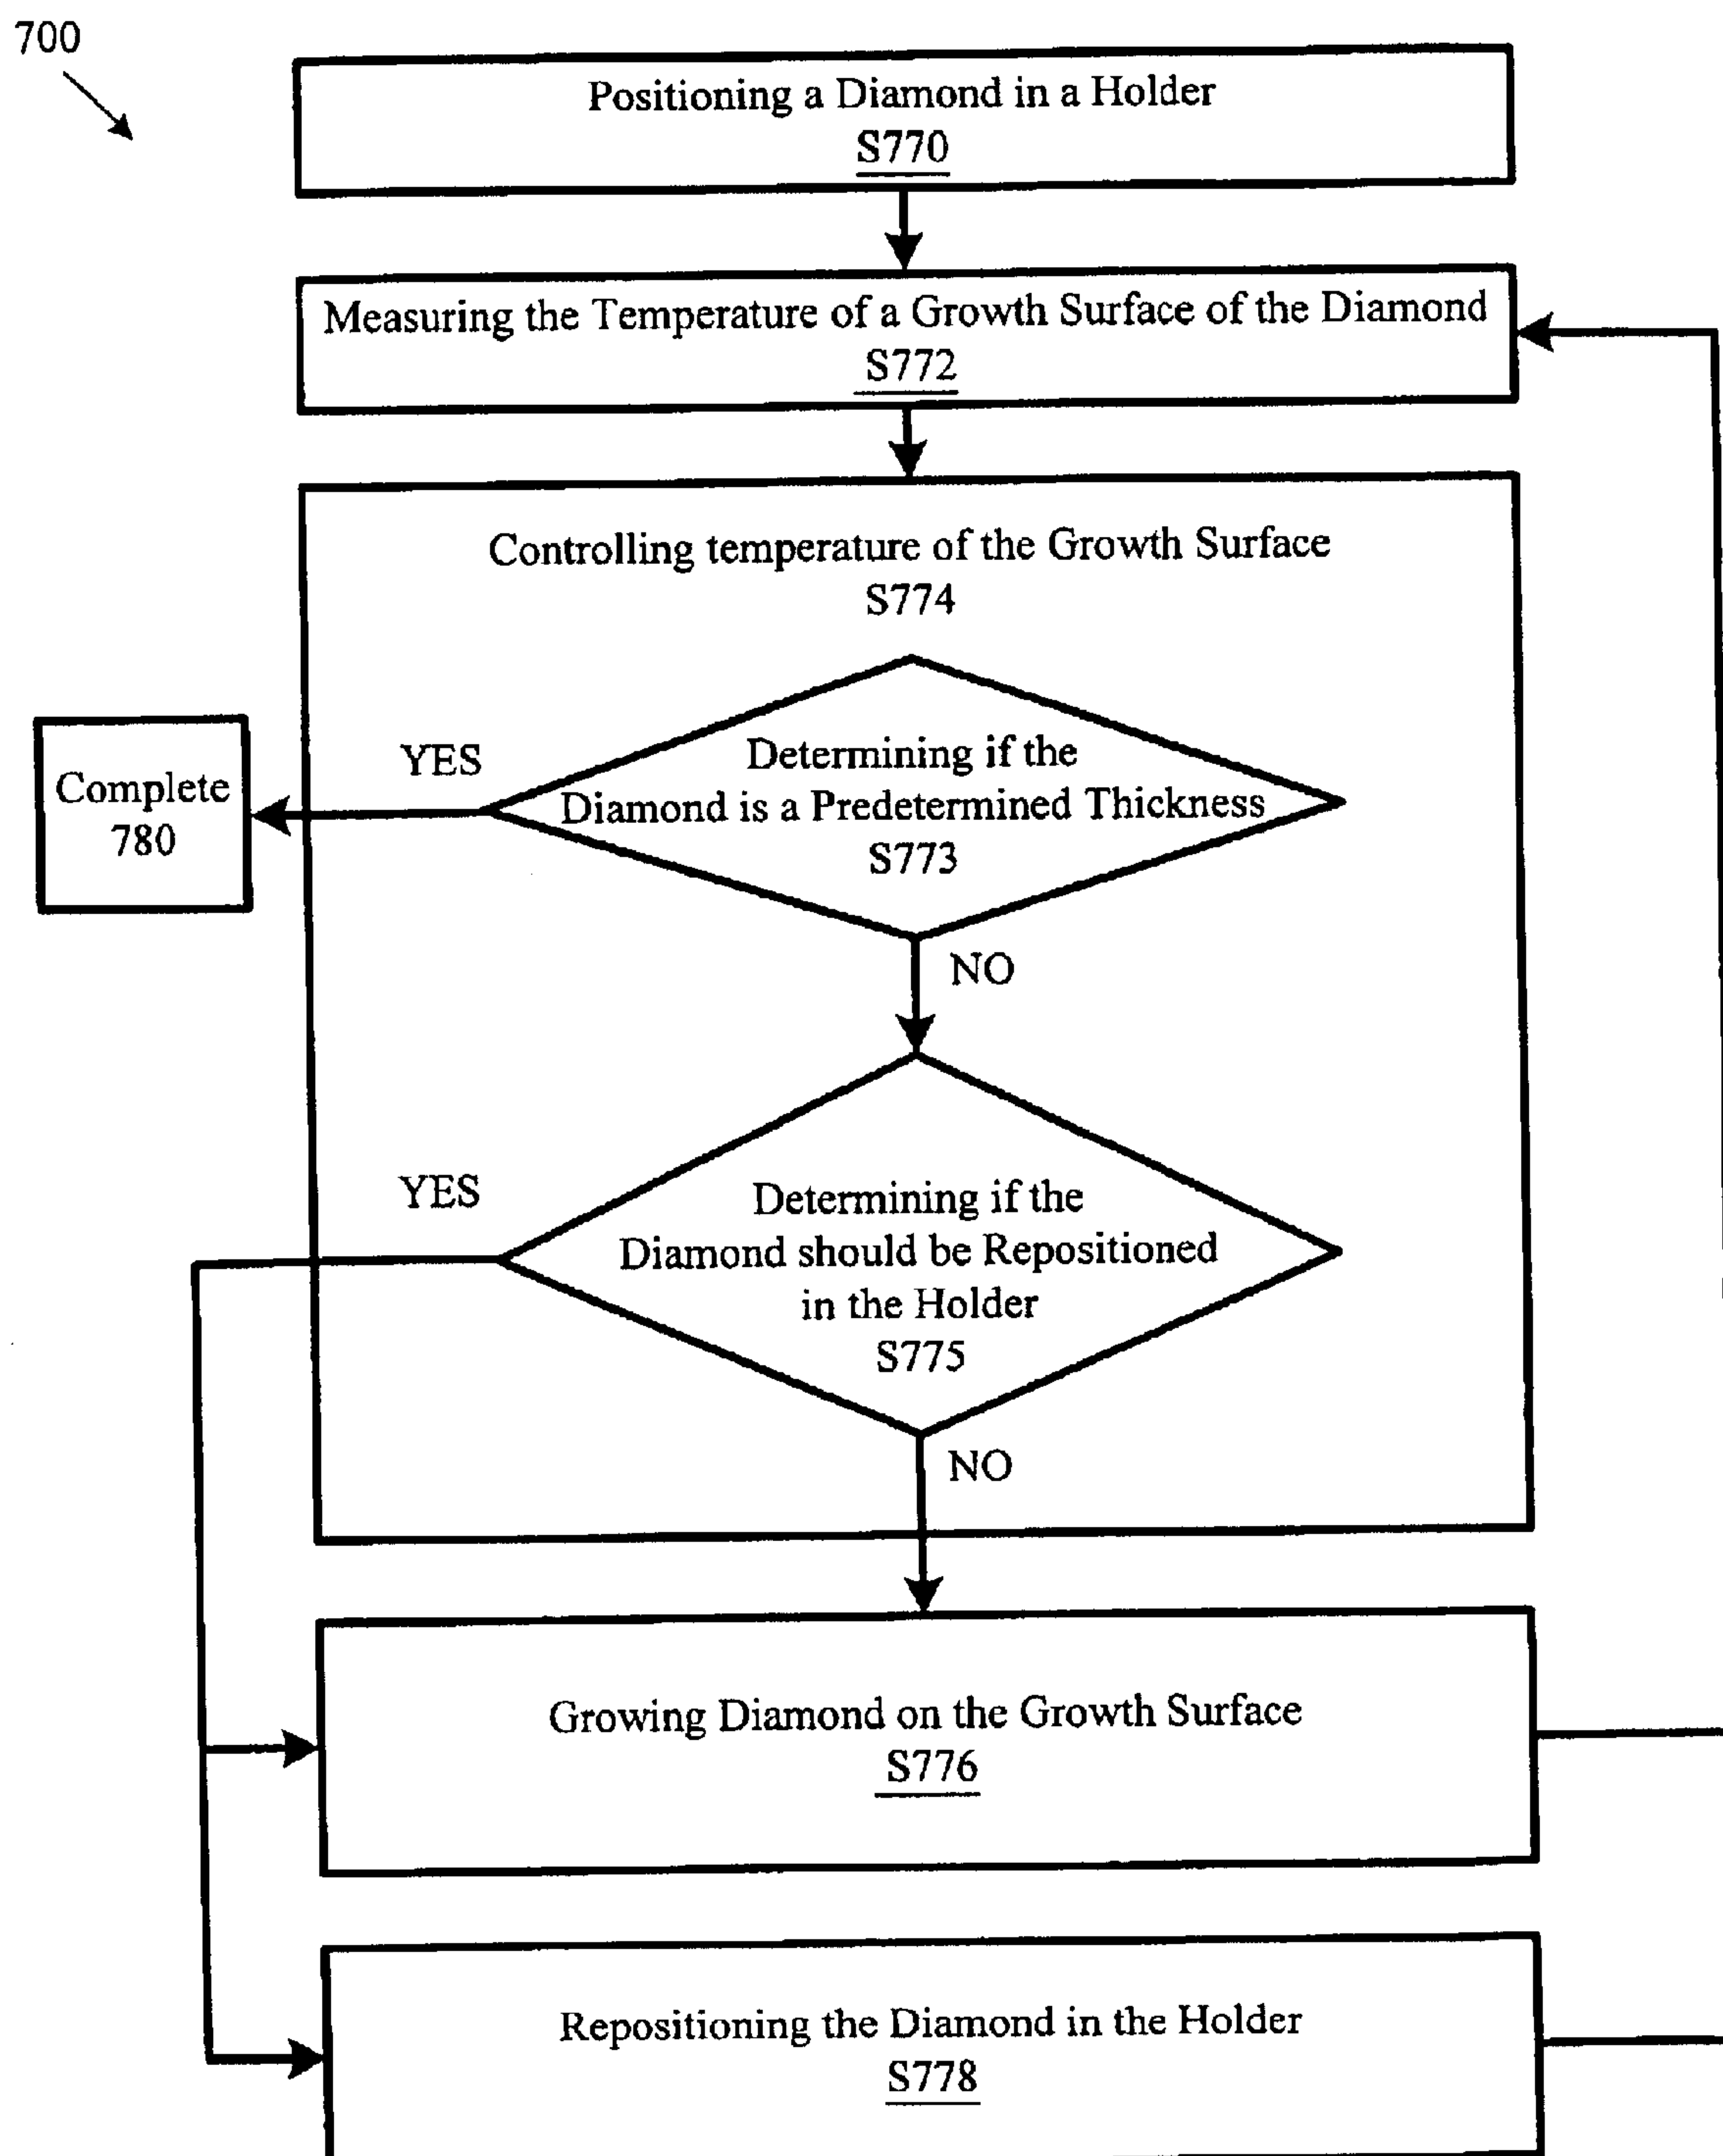 700
Positioning a Diamond in a Holder
S770
Measuring the Temperature of a Growth Surface of the Diamond
S772
Controlling temperature of the Growth Surface
S774
YES
Determining if the
Diamond is a Predetermined Thickness
S773
Complete
780
NO
YES
Determining if the
Diamond should be Repositioned
in the Holder
S775
NO
Growing Diamond on the Growth Surface
S776
Repositioning the Diamond in the Holder
S778